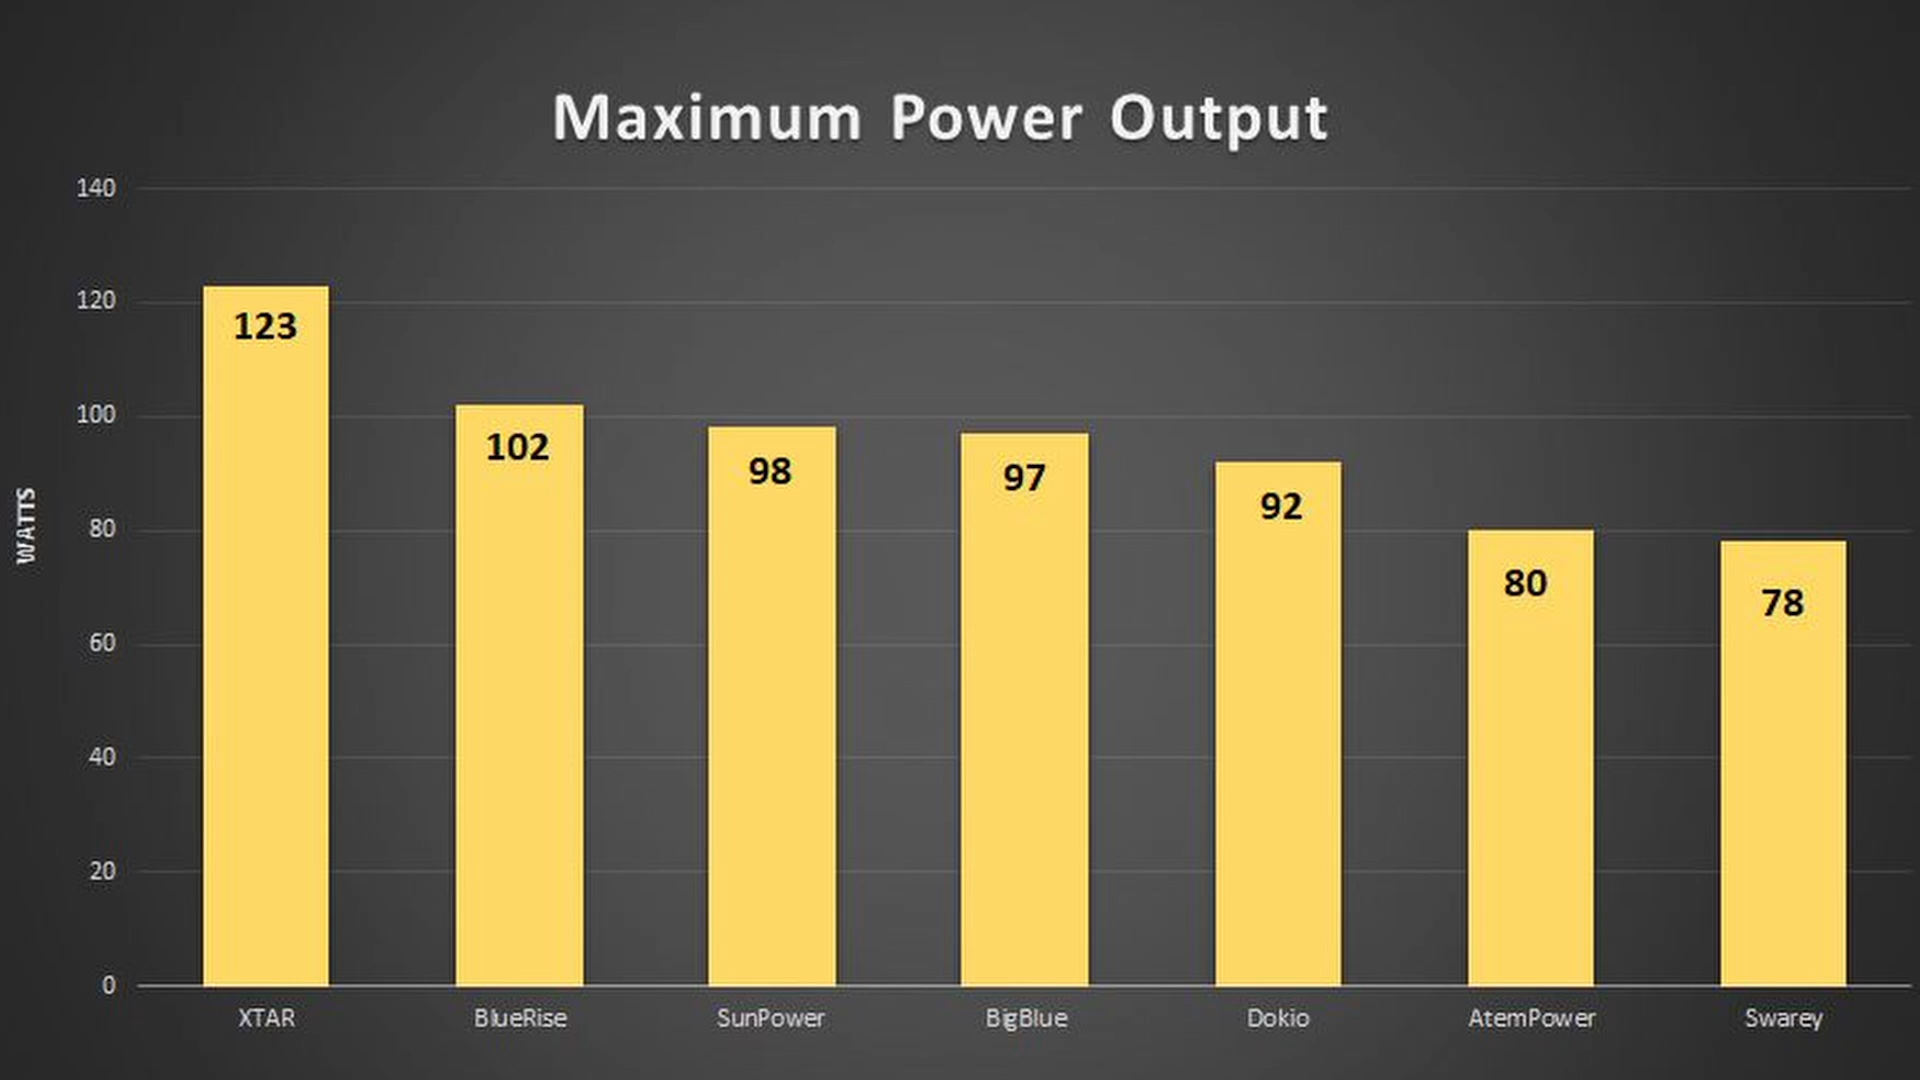 Maximum Power Output
140
120
100
80
60
40
20
0
WATTS
123
102
98
97
92
80
78
XTAR
BlueRise
SunPower
BigBlue
Dokio
AtemPower
Swarey